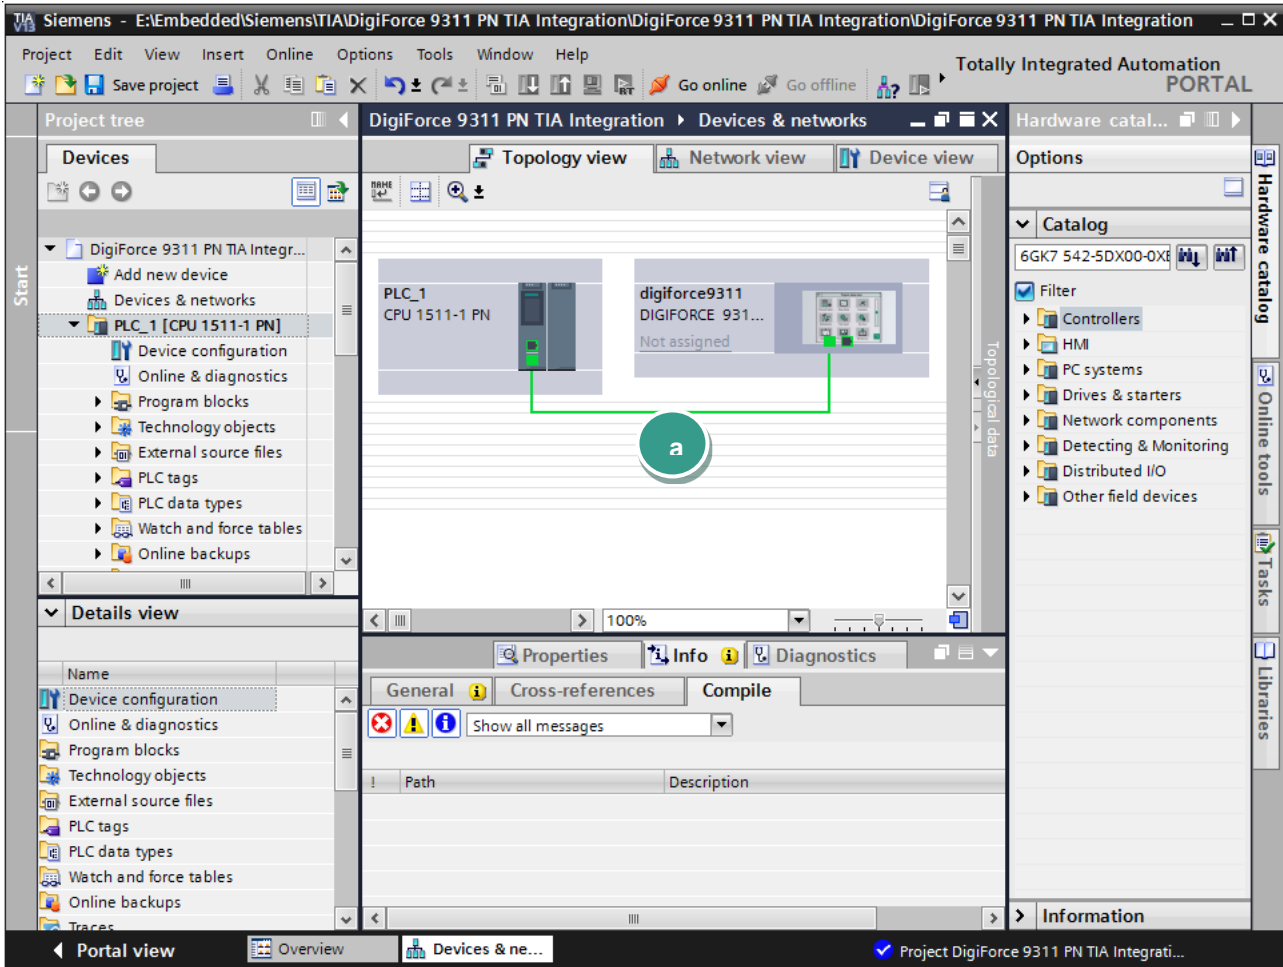 TIA V13 Siemens - E:\Embedded\Siemens\TIA\DigiForce 9311 PN TIA Integration\DigiForce 9311 PN TIA Integration\DigiForce 9311 PN TIA Integration
Project Edit View Insert Online Options Tools Window Help
Totally Integrated Automation
PORTAL
Save project Go online Go offline
Project tree
DigiForce 9311 PN TIA Integration Devices & networks
Hardware catal...
Devices
Topology view Network view Device view
Options
NAME
Catalog
6GK7 542-5DX00-0XE
Filter
Controllers
HMI
PC systems
Drives & starters
Network components
Detecting & Monitoring
Distributed I/O
Other field devices
Start
DigiForce 9311 PN TIA Integr...
Add new device
Devices & networks
PLC_1 [CPU 1511-1 PN]
Device configuration
Online & diagnostics
Program blocks
Technology objects
External source files
PLC tags
PLC data types
Watch and force tables
Online backups
PLC_1
CPU 1511-1 PN
digiforce9311
DIGIFORCE 931...
Not assigned
a
Topological data
100%
Hardware catalog
Online tools
Tasks
Libraries
Details view
Name
Device configuration
Online & diagnostics
Program blocks
Technology objects
External source files
PLC tags
PLC data types
Watch and force tables
Online backups
Traces
Properties Info Diagnostics
General Cross-references Compile
Show all messages
! Path Description
Information
Portal view Overview Devices & ne...
Project DigiForce 9311 PN TIA Integrati...